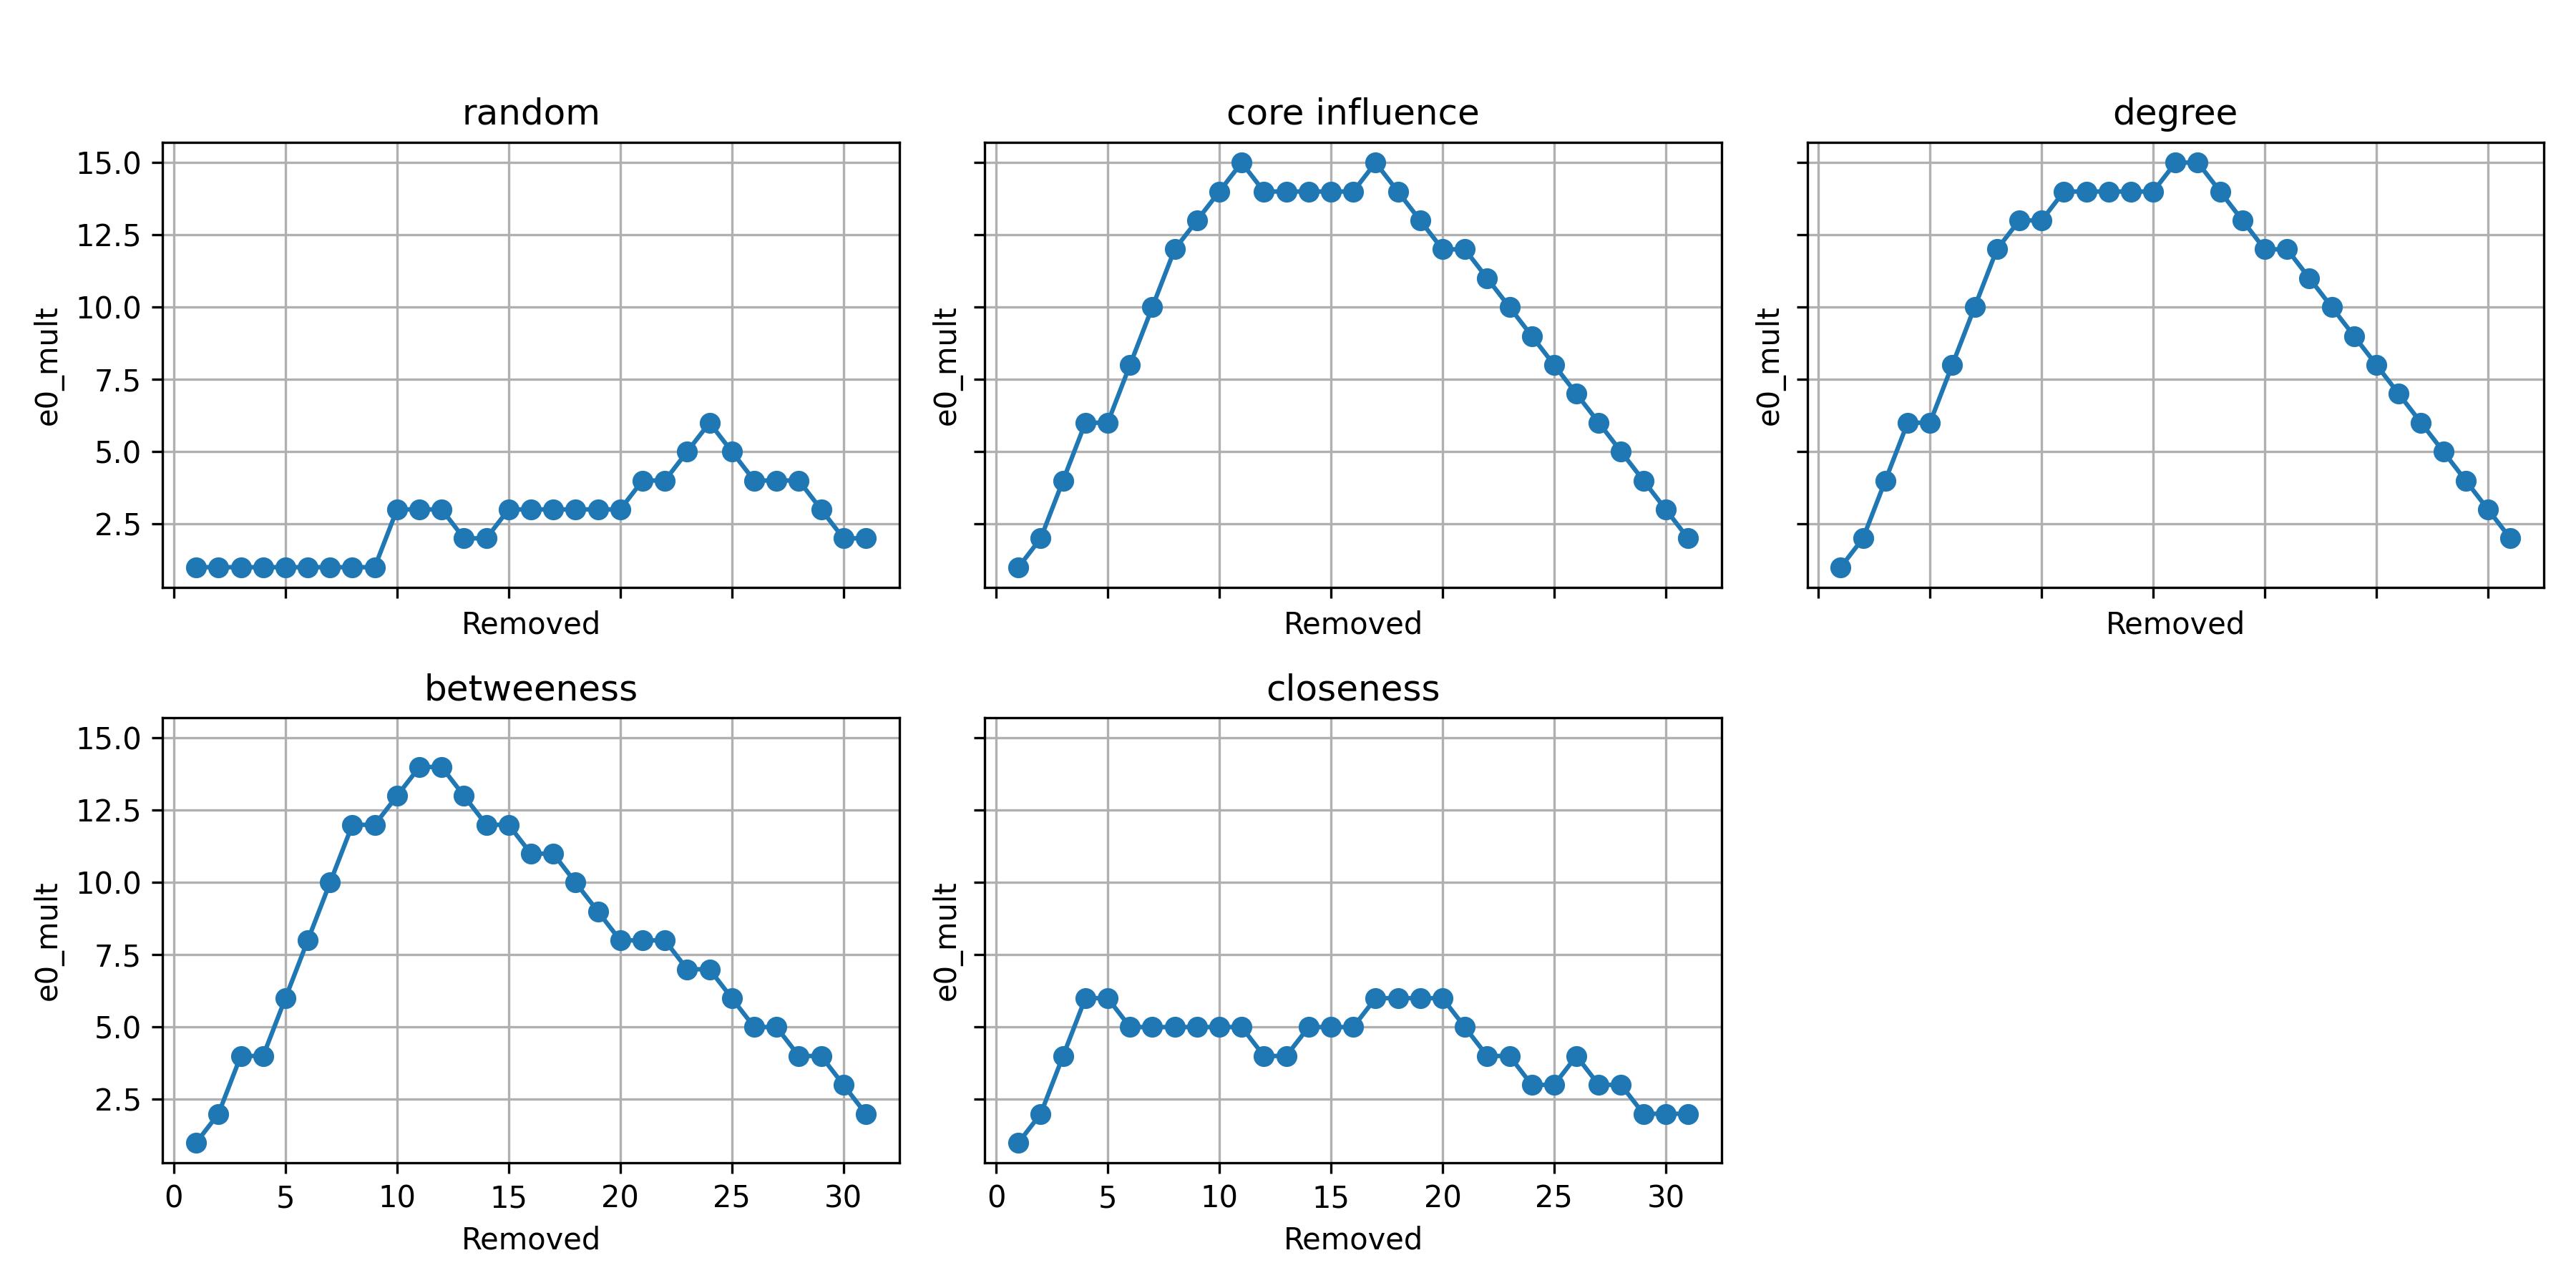 random
15.0
12.5
10.0
7.5
5.0
2.5
e0_mult
Removed
core influence
e0_mult
Removed
degree
e0_mult
Removed
betweeness
15.0
12.5
10.0
7.5
5.0
2.5
e0_mult
0 5 10 15 20 25 30
Removed
closeness
e0_mult
0 5 10 15 20 25 30
Removed